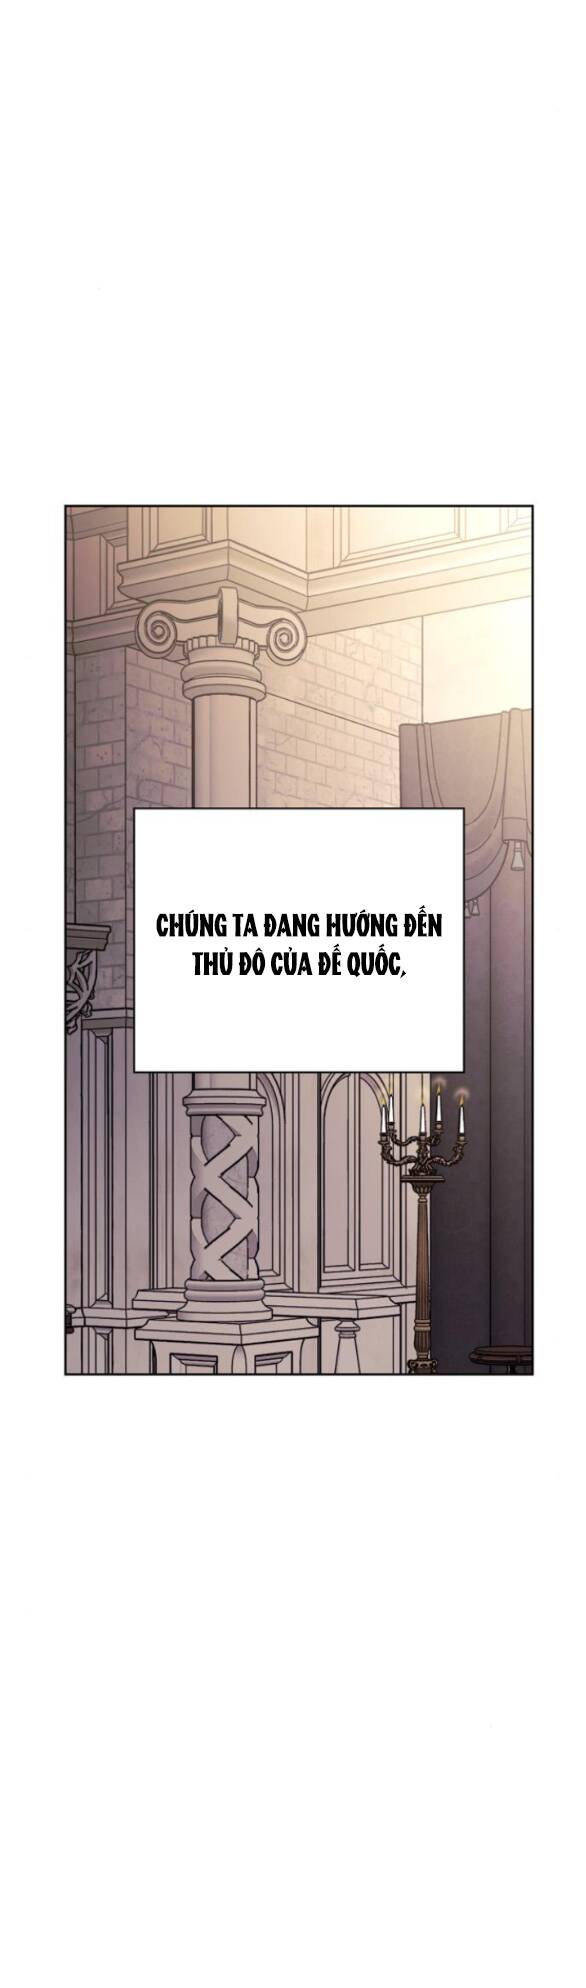 CHÚNG TA ĐANG HƯỚNG ĐẾN
THỦ ĐÔ CỦA ĐẾ QUỐC,